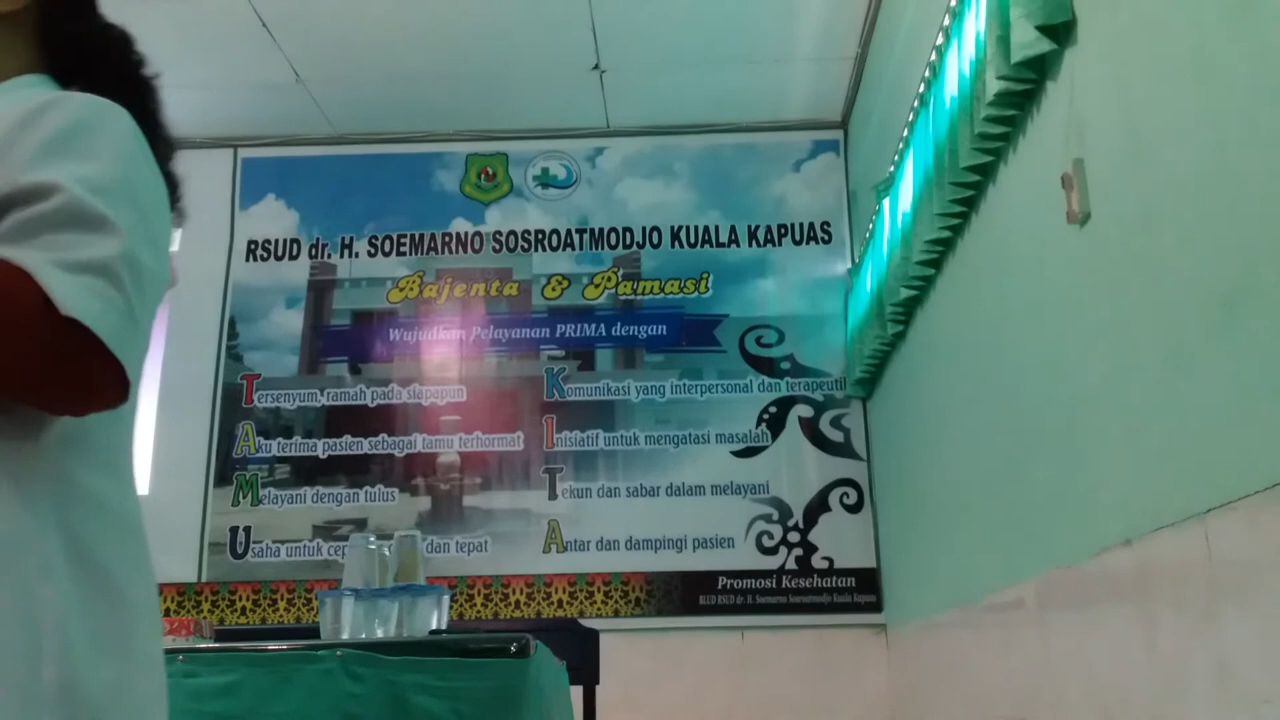 RSUD dr. H. SOEMARNO SOSROATMODJO KUALA KAPUAS
Bajenta & Pamasi
Wujudkan Pelayanan PRIMA dengan
Tersenyum, ramah pada siapapun
Aku terima pasien sebagai tamu terhormat
Melayani dengan tulus
Usaha untuk dan tepat
Komunikasi yang interpersonal dan terapeuti
Inisiatif untuk mengatasi masalah
Tekun dan sabar dalam melayani
Antar dan dampingi pasien
Promosi Kesehatan
BLUD RSUD dr. H. Soemarno Sosroatmodjo Kuala Kapuas